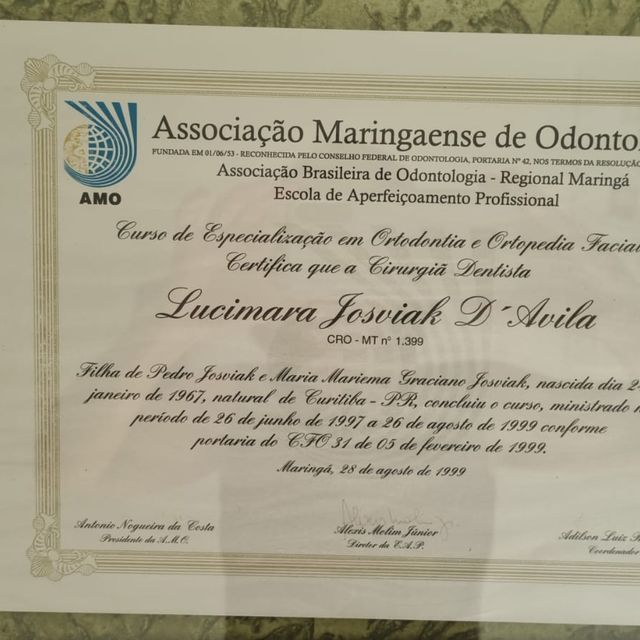 Associação Maringaense de Odonto
FUNDADA EM 01/06/53 - RECONHECIDA PELO CONSELHO FEDERAL DE ODONTOLOGIA, PORTARIA Nº 42, NOS TERMOS DA RESOLUÇÃO
Associação Brasileira de Odontologia - Regional Maringá
Escola de Aperfeiçoamento Profissional
AMO
Curso de Especialização em Ortodontia e Ortopedia Facial
Certifica que a Cirurgiã Dentista
Lucimara Josviak D´Avila
CRO - MT nº 1.399
Filha de Pedro Josviak e Maria Mariema Graciano Josviak, nascida dia 2
janeiro de 1967, natural de Curitiba - PR, concluiu o curso, ministrado
período de 26 de junho de 1997 a 26 de agosto de 1999 conforme
portaria do CFO 31 de 05 de fevereiro de 1999.
Maringá, 28 de agosto de 1999
Antonio Nogueira da Costa
Presidente da A.M.O.
Alexis Molim Júnior
Diretor da E.A.P.
Adilson Luiz
Coordenador